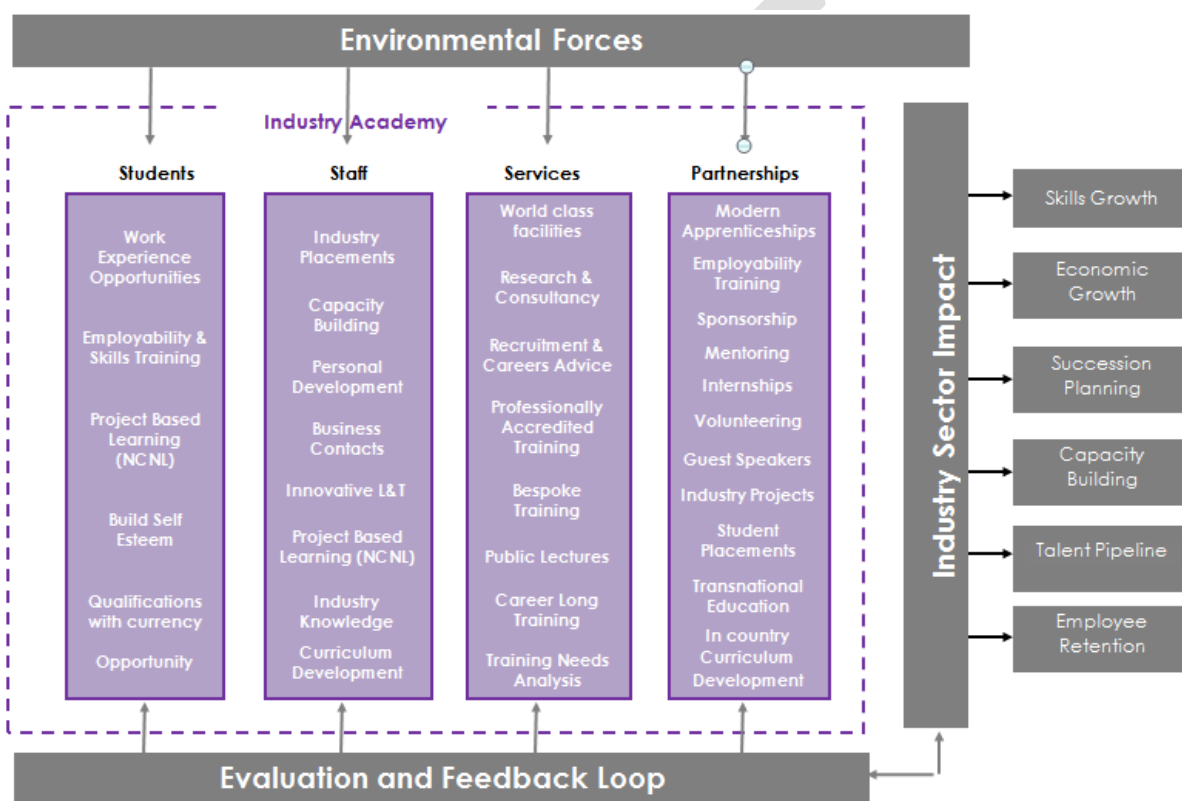 Environmental Forces
Industry Academy
Students
Work
Experience
Opportunities
Employability &
Skills Training
Project Based
Learning
(NCNL)
Build Self
Esteem
Qualifications
with currency
Opportunity
Staff
Industry
Placements
Capacity
Building
Personal
Development
Business
Contacts
Innovative L&T
Project Based
Learning (NCNL)
Industry
Knowledge
Curriculum
Development
Services
World class
facilities
Research &
Consultancy
Recruitment &
Careers Advice
Professionally
Accredited
Training
Bespoke
Training
Public Lectures
Career Long
Training
Training Needs
Analysis
Partnerships
Modern
Apprenticeships
Employability
Training
Sponsorship
Mentoring
Internships
Volunteering
Guest Speakers
Industry Projects
Student
Placements
Transnational
Education
In country
Curriculum
Development
Industry Sector Impact
Skills Growth
Economic
Growth
Succession
Planning
Capacity
Building
Talent Pipeline
Employee
Retention
Evaluation and Feedback Loop